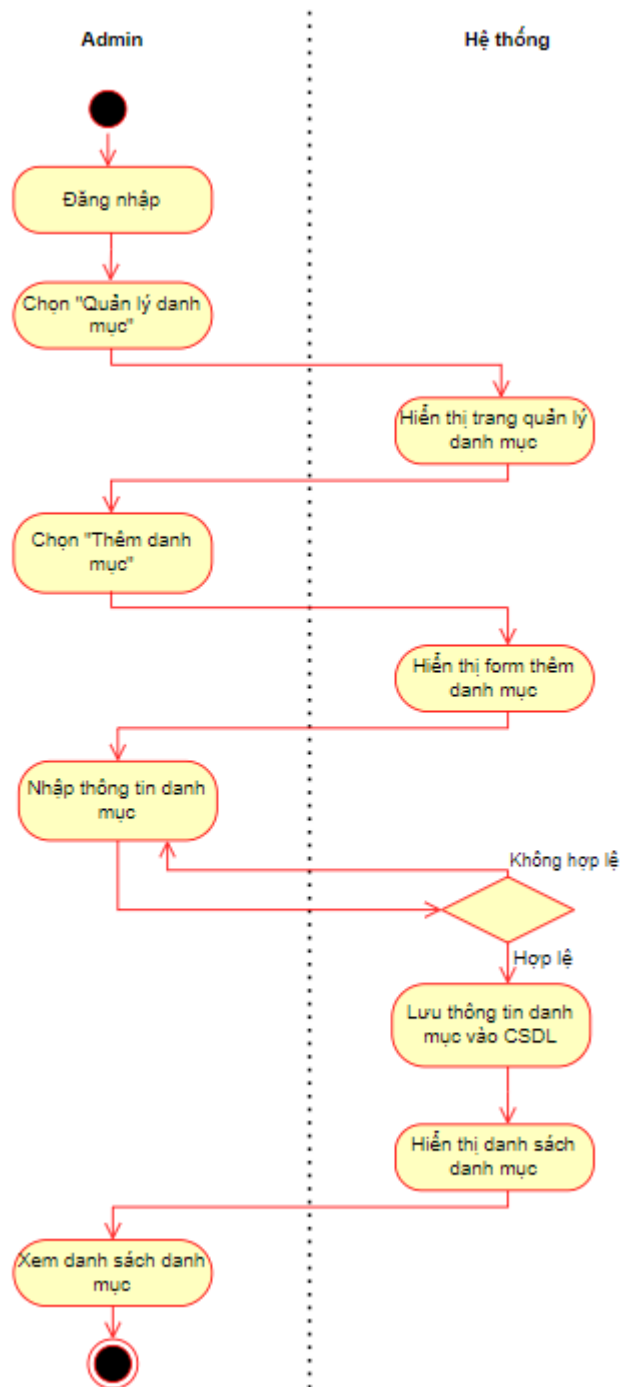 Admin
Hệ thống
Đăng nhập
Chọn "Quản lý danh
mục"
Hiển thị trang quản lý
danh mục
Chọn "Thêm danh
mục"
Hiển thị form thêm
danh mục
Nhập thông tin danh
mục
Không hợp lệ
Hợp lệ
Lưu thông tin danh
mục vào CSDL
Hiển thị danh sách
danh mục
Xem danh sách danh
mục